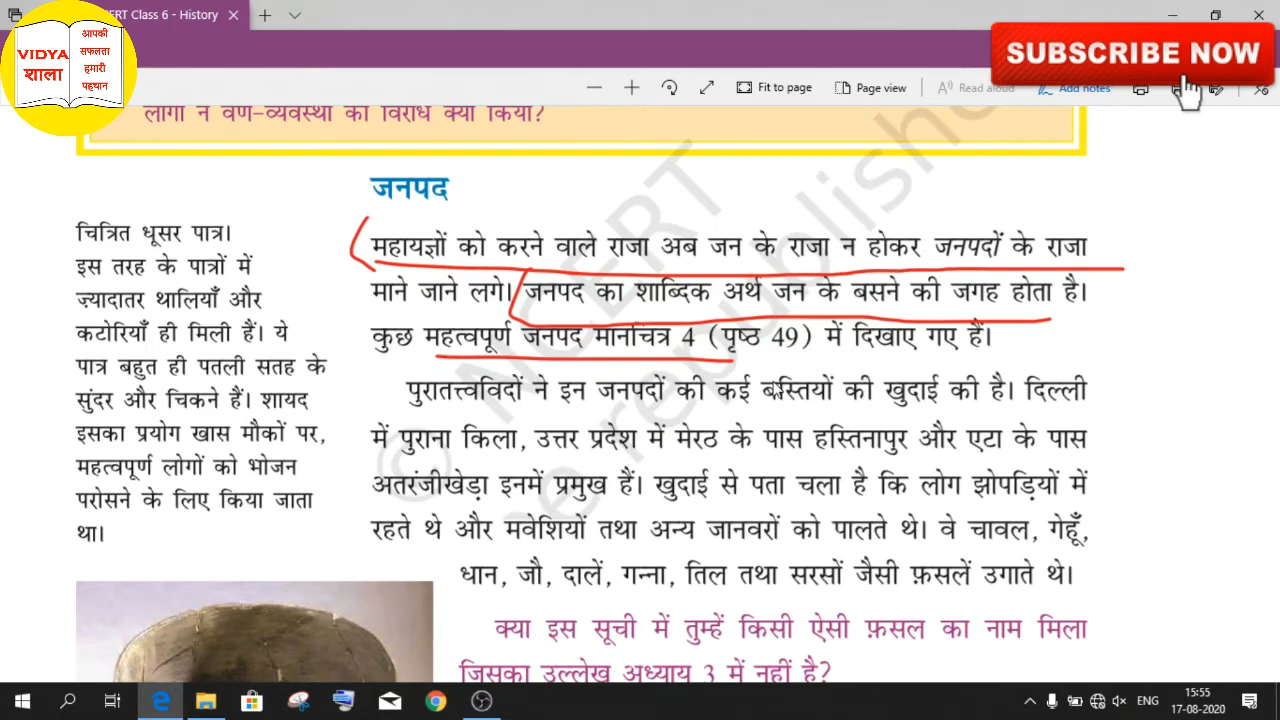 CERT Class 6 - History
VIDYA
शाला
आपकी
सफलता
हमारी
पहचान
SUBSCRIBE NOW
Fit to page
Page view
Read aloud
Add notes
लोगों ने वर्ण-व्यवस्था का विरोध क्यों किया?
© NCERT
be republished
जनपद
महायज्ञों को करने वाले राजा अब जन के राजा न होकर जनपदों के राजा
माने जाने लगे। जनपद का शाब्दिक अर्थ जन के बसने की जगह होता है।
कुछ महत्वपूर्ण जनपद मानचित्र 4 (पृष्ठ 49) में दिखाए गए हैं।
पुरातत्त्वविदों ने इन जनपदों की कई बस्तियों की खुदाई की है। दिल्ली
में पुराना किला, उत्तर प्रदेश में मेरठ के पास हस्तिनापुर और एटा के पास
अतरंजीखेड़ा इनमें प्रमुख हैं। खुदाई से पता चला है कि लोग झोपड़ियों में
रहते थे और मवेशियों तथा अन्य जानवरों को पालते थे। वे चावल, गेहूँ,
धान, जौ, दालें, गन्ना, तिल तथा सरसों जैसी फ़सलें उगाते थे।
क्या इस सूची में तुम्हें किसी ऐसी फ़सल का नाम मिला
जिसका उल्लेख अध्याय 3 में नहीं है?
चित्रित धूसर पात्र।
इस तरह के पात्रों में
ज़्यादातर थालियाँ और
कटोरियाँ ही मिली हैं। ये
पात्र बहुत ही पतली सतह के
सुंदर और चिकने हैं। शायद
इसका प्रयोग खास मौकों पर,
महत्वपूर्ण लोगों को भोजन
परोसने के लिए किया जाता
था।
ENG
15:55
17-08-2020